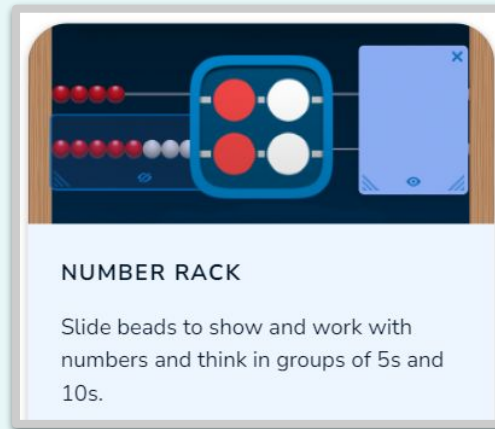 NUMBER RACK
Slide beads to show and work with
numbers and think in groups of 5s and
10s.